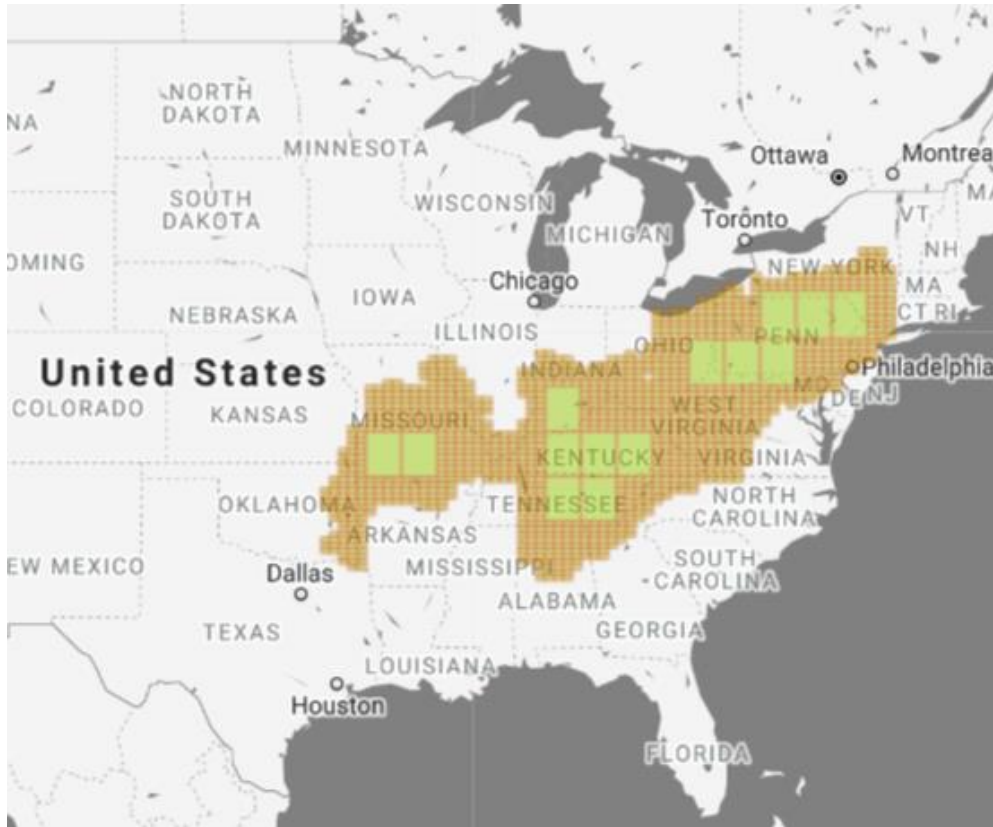 NORTH
DAKOTA
NA
MINNESOTA
Ottawa
Montrea
SOUTH
DAKOTA
WISCONSIN
MICHIGAN
Toronto
VT
MA
NH
OMING
NEW YORK
Chicago
IOWA
NEBRASKA
ILLINOIS
MA
CT RI
PENN
OHIO
United States
INDIANA
Philadelphia
MD
DE NJ
COLORADO
KANSAS
MISSOURI
WEST
VIRGINIA
KENTUCKY
VIRGINIA
OKLAHOMA
TENNESSEE
NORTH
CAROLINA
ARKANSAS
EW MEXICO
MISSISSIPPI
SOUTH
CAROLINA
Dallas
ALABAMA
TEXAS
GEORGIA
LOUISIANA
Houston
FLORIDA